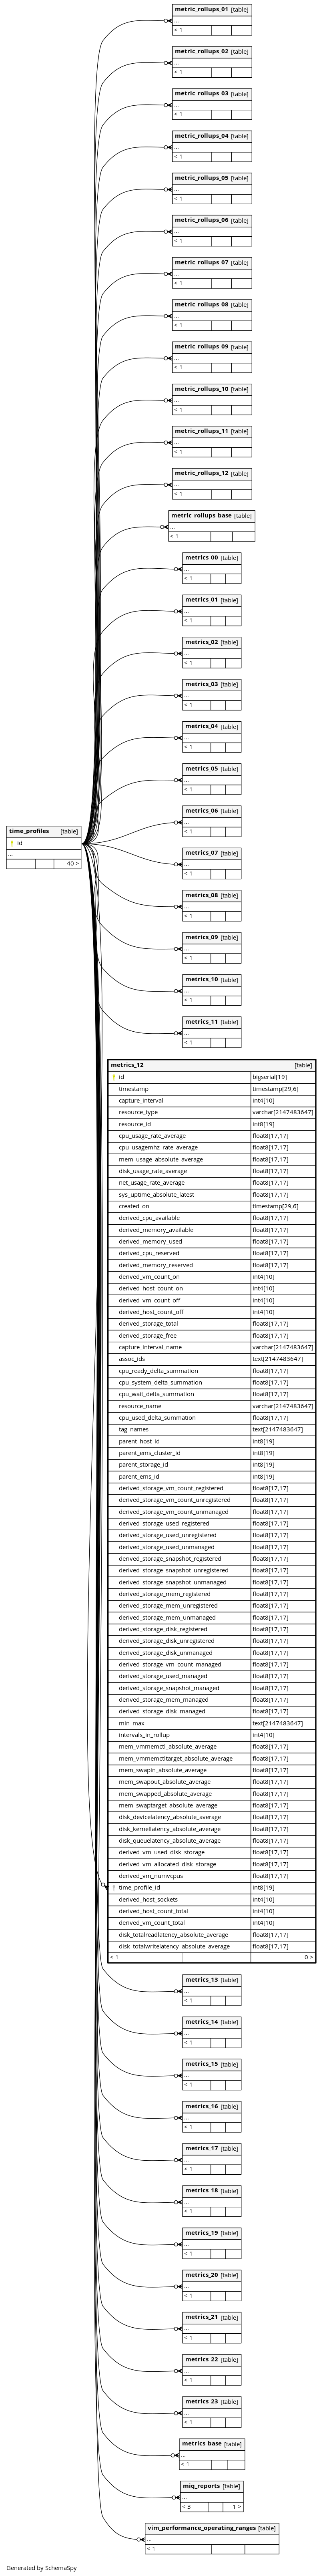 metric_rollups_01 [table]
...
< 1
metric_rollups_02 [table]
...
< 1
metric_rollups_03 [table]
...
< 1
metric_rollups_04 [table]
...
< 1
metric_rollups_05 [table]
...
< 1
metric_rollups_06 [table]
...
< 1
metric_rollups_07 [table]
...
< 1
metric_rollups_08 [table]
...
< 1
metric_rollups_09 [table]
...
< 1
metric_rollups_10 [table]
...
< 1
metric_rollups_11 [table]
...
< 1
metric_rollups_12 [table]
...
< 1
metric_rollups_base [table]
...
< 1
metrics_00 [table]
...
< 1
metrics_01 [table]
...
< 1
metrics_02 [table]
...
< 1
metrics_03 [table]
...
< 1
metrics_04 [table]
...
< 1
metrics_05 [table]
...
< 1
metrics_06 [table]
...
< 1
time_profiles [table]
id
...
40 >
metrics_07 [table]
...
< 1
metrics_08 [table]
...
< 1
metrics_09 [table]
...
< 1
metrics_10 [table]
...
< 1
metrics_11 [table]
...
< 1
metrics_12 [table]
id bigserial[19]
timestamp timestamp[29,6]
capture_interval int4[10]
resource_type varchar[2147483647]
resource_id int8[19]
cpu_usage_rate_average float8[17,17]
cpu_usagemhz_rate_average float8[17,17]
mem_usage_absolute_average float8[17,17]
disk_usage_rate_average float8[17,17]
net_usage_rate_average float8[17,17]
sys_uptime_absolute_latest float8[17,17]
created_on timestamp[29,6]
derived_cpu_available float8[17,17]
derived_memory_available float8[17,17]
derived_memory_used float8[17,17]
derived_cpu_reserved float8[17,17]
derived_memory_reserved float8[17,17]
derived_vm_count_on int4[10]
derived_host_count_on int4[10]
derived_vm_count_off int4[10]
derived_host_count_off int4[10]
derived_storage_total float8[17,17]
derived_storage_free float8[17,17]
capture_interval_name varchar[2147483647]
assoc_ids text[2147483647]
cpu_ready_delta_summation float8[17,17]
cpu_system_delta_summation float8[17,17]
cpu_wait_delta_summation float8[17,17]
resource_name varchar[2147483647]
cpu_used_delta_summation float8[17,17]
tag_names text[2147483647]
parent_host_id int8[19]
parent_ems_cluster_id int8[19]
parent_storage_id int8[19]
parent_ems_id int8[19]
derived_storage_vm_count_registered float8[17,17]
derived_storage_vm_count_unregistered float8[17,17]
derived_storage_vm_count_unmanaged float8[17,17]
derived_storage_used_registered float8[17,17]
derived_storage_used_unregistered float8[17,17]
derived_storage_used_unmanaged float8[17,17]
derived_storage_snapshot_registered float8[17,17]
derived_storage_snapshot_unregistered float8[17,17]
derived_storage_snapshot_unmanaged float8[17,17]
derived_storage_mem_registered float8[17,17]
derived_storage_mem_unregistered float8[17,17]
derived_storage_mem_unmanaged float8[17,17]
derived_storage_disk_registered float8[17,17]
derived_storage_disk_unregistered float8[17,17]
derived_storage_disk_unmanaged float8[17,17]
derived_storage_vm_count_managed float8[17,17]
derived_storage_used_managed float8[17,17]
derived_storage_snapshot_managed float8[17,17]
derived_storage_mem_managed float8[17,17]
derived_storage_disk_managed float8[17,17]
min_max text[2147483647]
intervals_in_rollup int4[10]
mem_vmmemctl_absolute_average float8[17,17]
mem_vmmemctltarget_absolute_average float8[17,17]
mem_swapin_absolute_average float8[17,17]
mem_swapout_absolute_average float8[17,17]
mem_swapped_absolute_average float8[17,17]
mem_swaptarget_absolute_average float8[17,17]
disk_devicelatency_absolute_average float8[17,17]
disk_kernellatency_absolute_average float8[17,17]
disk_queuelatency_absolute_average float8[17,17]
derived_vm_used_disk_storage float8[17,17]
derived_vm_allocated_disk_storage float8[17,17]
derived_vm_numvcpus float8[17,17]
time_profile_id int8[19]
derived_host_sockets int4[10]
derived_host_count_total int4[10]
derived_vm_count_total int4[10]
disk_totalreadlatency_absolute_average float8[17,17]
disk_totalwritelatency_absolute_average float8[17,17]
< 1 0 >
metrics_13 [table]
...
< 1
metrics_14 [table]
...
< 1
metrics_15 [table]
...
< 1
metrics_16 [table]
...
< 1
metrics_17 [table]
...
< 1
metrics_18 [table]
...
< 1
metrics_19 [table]
...
< 1
metrics_20 [table]
...
< 1
metrics_21 [table]
...
< 1
metrics_22 [table]
...
< 1
metrics_23 [table]
...
< 1
metrics_base [table]
...
< 1
miq_reports [table]
...
< 3 1 >
vim_performance_operating_ranges [table]
...
< 1
Generated by SchemaSpy